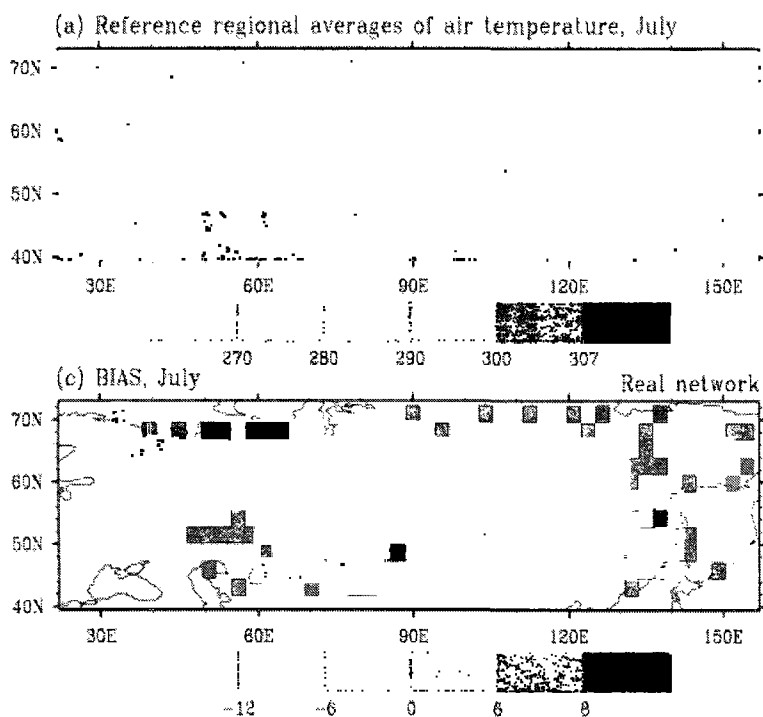 (a) Reference regional averages of air temperature, July
70N
60N
50N
40N
30E 60E 90E 120E 150E
270 280 290 300 307
(c) BIAS, July Real network
70N
60N
50N
40N
30E 60E 90E 120E 150E
-12 -6 0 6 8